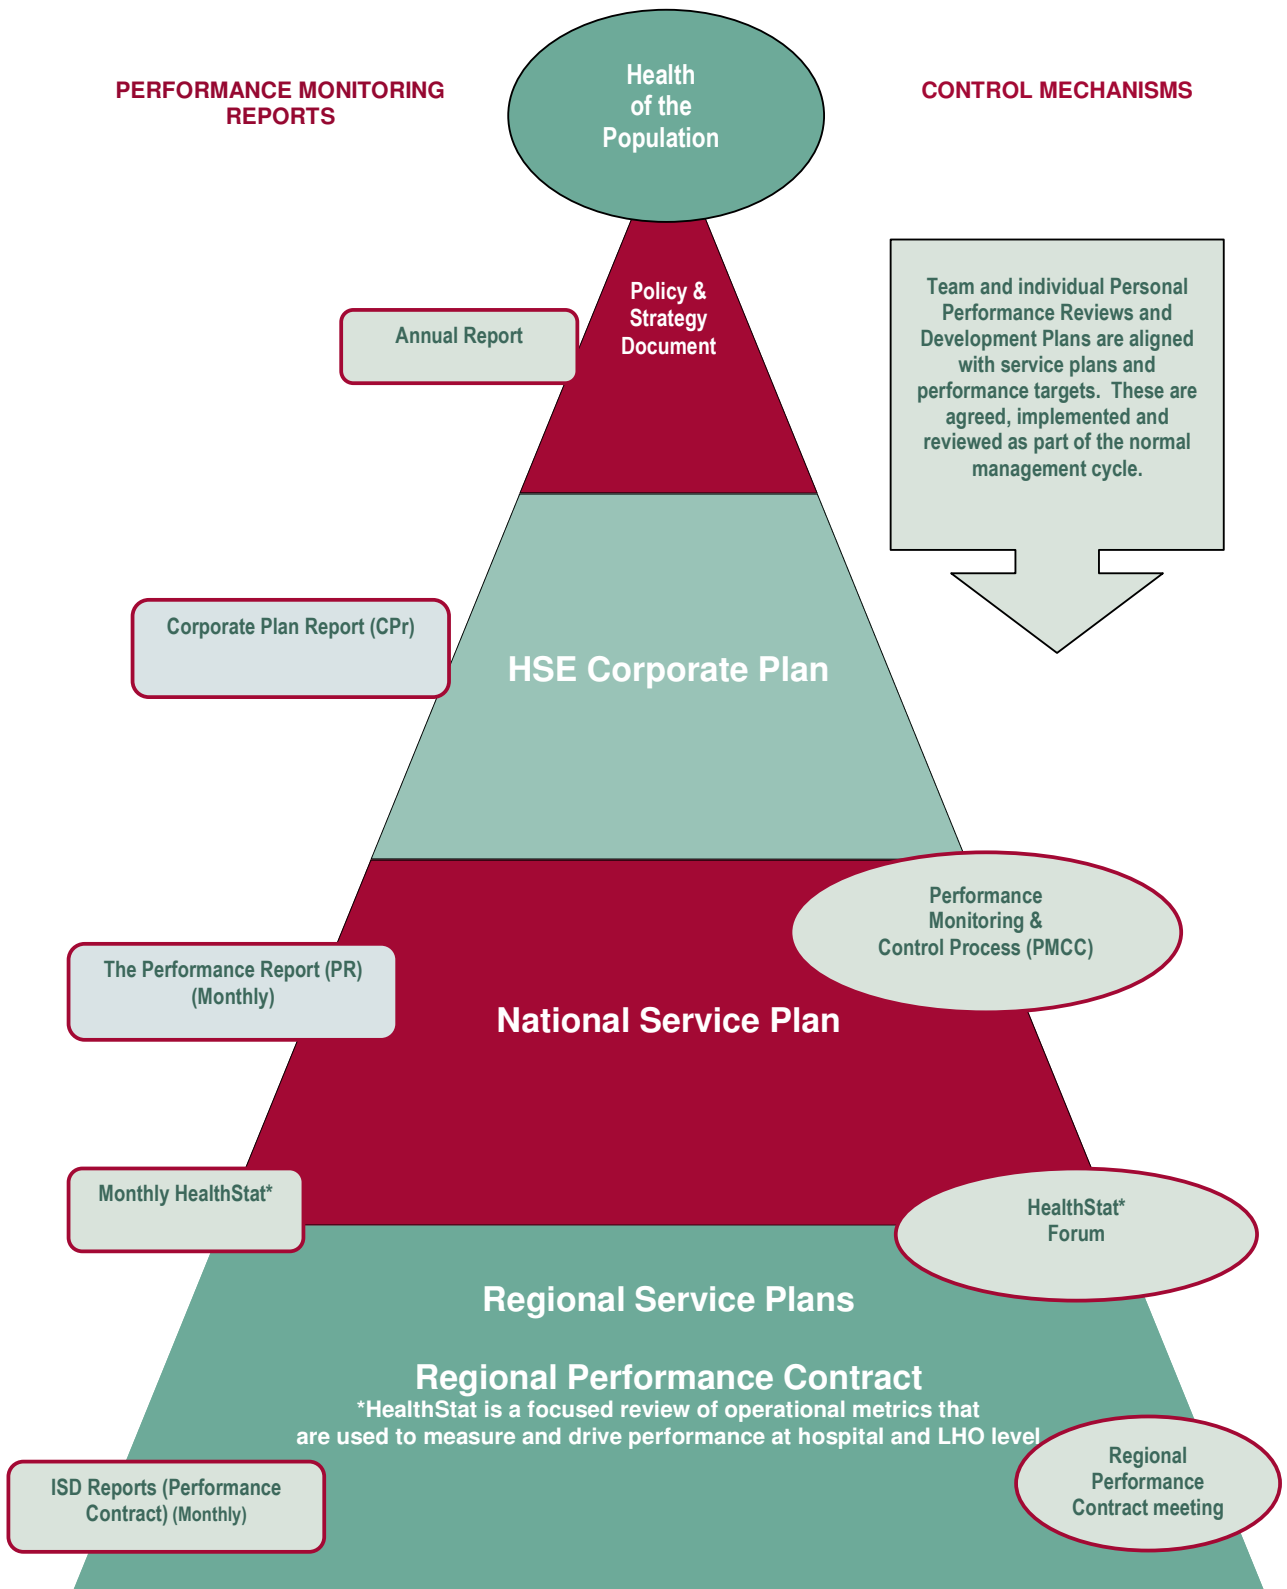 PERFORMANCE MONITORING
REPORTS
Health
of the
Population
CONTROL MECHANISMS
Policy &
Strategy
Document
Annual Report
Team and individual Personal
Performance Reviews and
Development Plans are aligned
with service plans and
performance targets.  These are
agreed, implemented and
reviewed as part of the normal
management cycle.
Corporate Plan Report (CPr)
HSE Corporate Plan
Performance
Monitoring &
Control Process (PMCC)
The Performance Report (PR)
(Monthly)
National Service Plan
Monthly HealthStat*
HealthStat*
Forum
Regional Service Plans
Regional Performance Contract
*HealthStat is a focused review of operational metrics that
are used to measure and drive performance at hospital and LHO level
ISD Reports (Performance
Contract) (Monthly)
Regional
Performance
Contract meeting